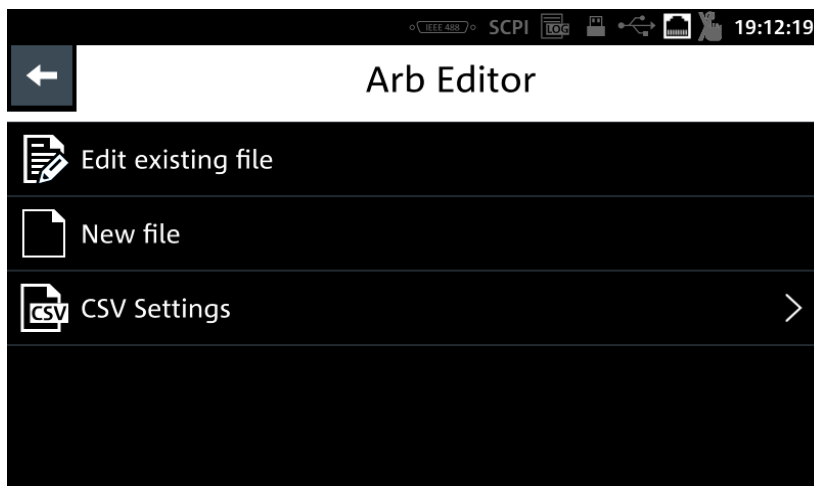 IEEE 488 SCPI LOG 19:12:19
Arb Editor
Edit existing file
New file
CSV CSV Settings